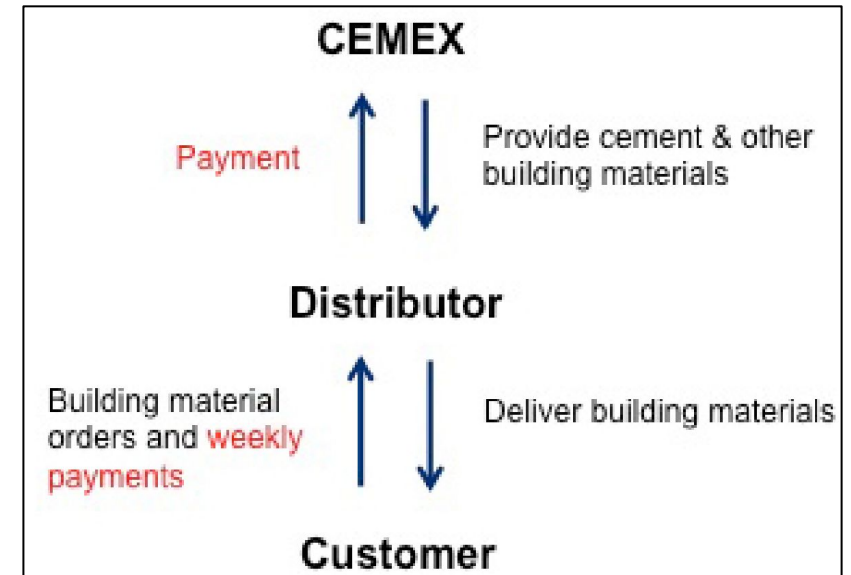 CEMEX
Payment
Provide cement & other
building materials
Distributor
Building material
orders and weekly
payments
Deliver building materials
Customer